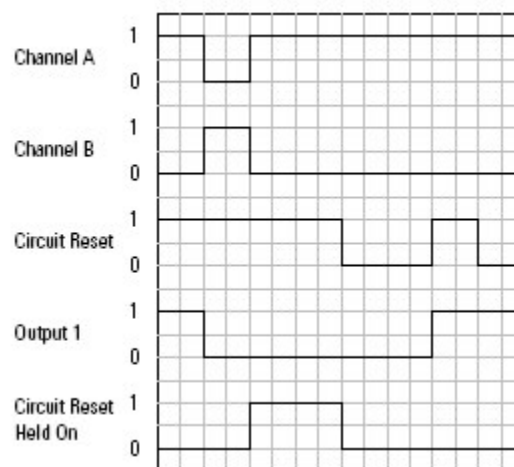 Channel A
1
0
Channel B
1
0
Circuit Reset
1
0
Output 1
1
0
Circuit Reset
Held On
1
0